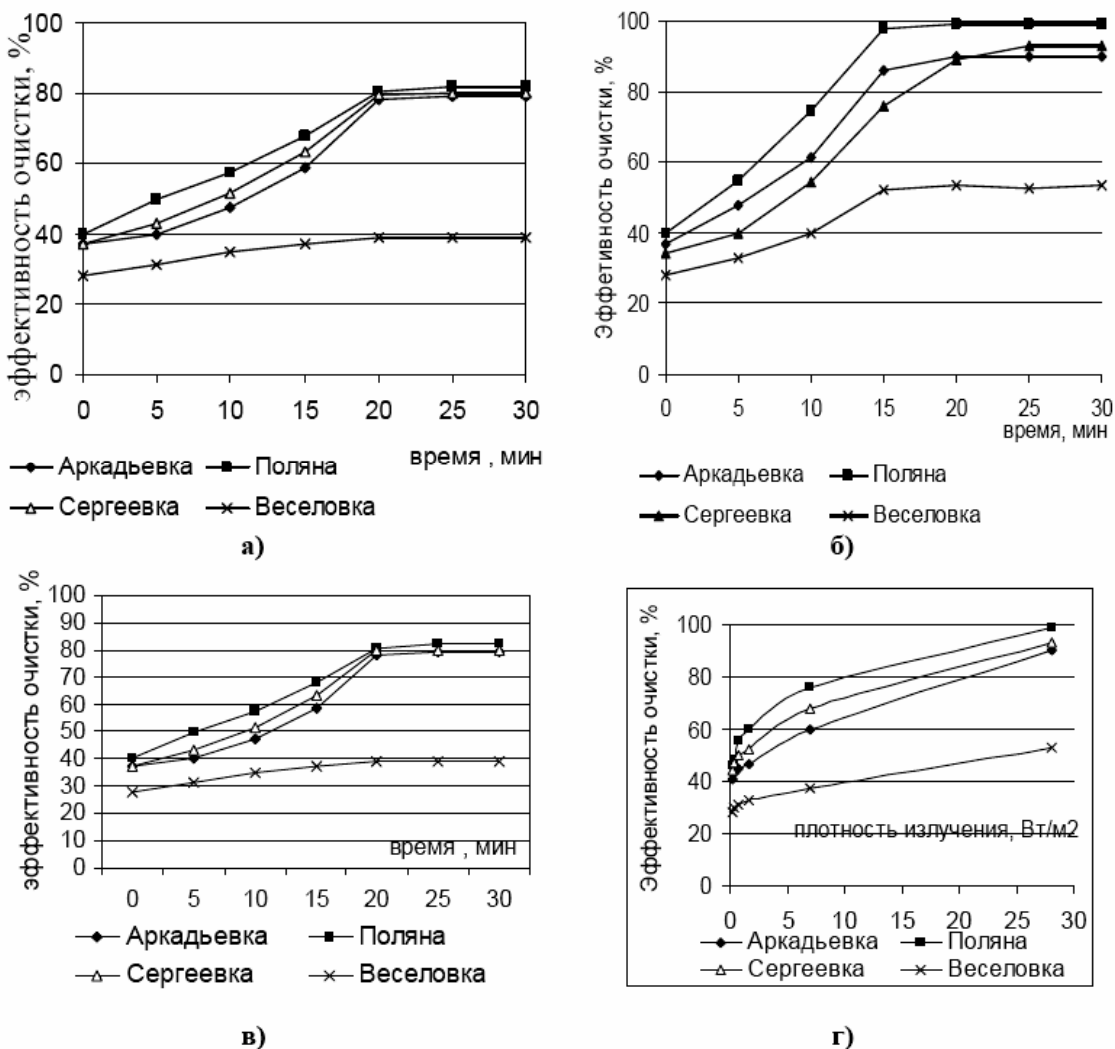 эффективность очистки, %
100
80
60
40
20
0
0 5 10 15 20 25 30
время , мин
Аркадьевка Поляна
Сергеевка Веселовка
а)
Эффетивность очистки, %
100
80
60
40
20
0
0 5 10 15 20 25 30
время, мин
Аркадьевка Поляна
Сергеевка Веселовка
б)
эффективность очистки, %
100
90
80
70
60
50
40
30
20
10
0
время , мин
0 5 10 15 20 25 30
Аркадьевка Поляна
Сергеевка Веселовка
в)
Эффективность очистки, %
100
80
60
40
20
0
плотность излучения, Вт/м2
0 5 10 15 20 25 30
Аркадьевка Поляна
Сергеевка Веселовка
г)